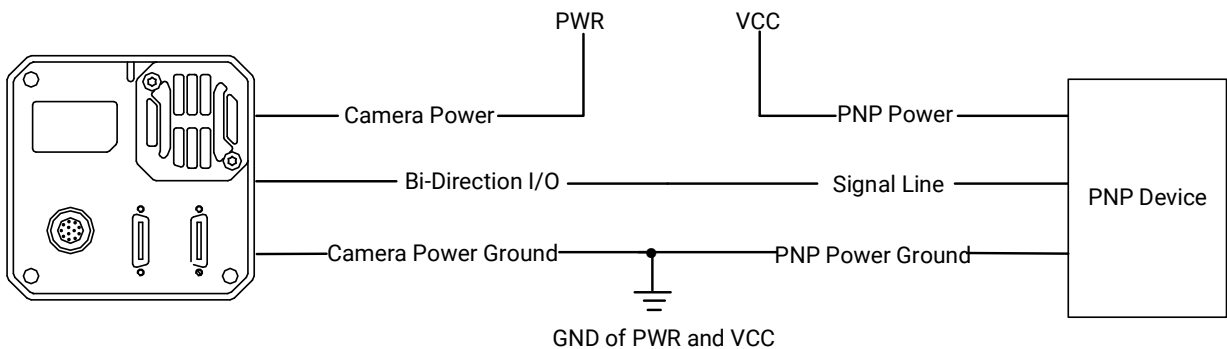 PWR
VCC
Camera Power
PNP Power
Bi-Direction I/O
Signal Line
PNP Device
Camera Power Ground
PNP Power Ground
GND of PWR and VCC